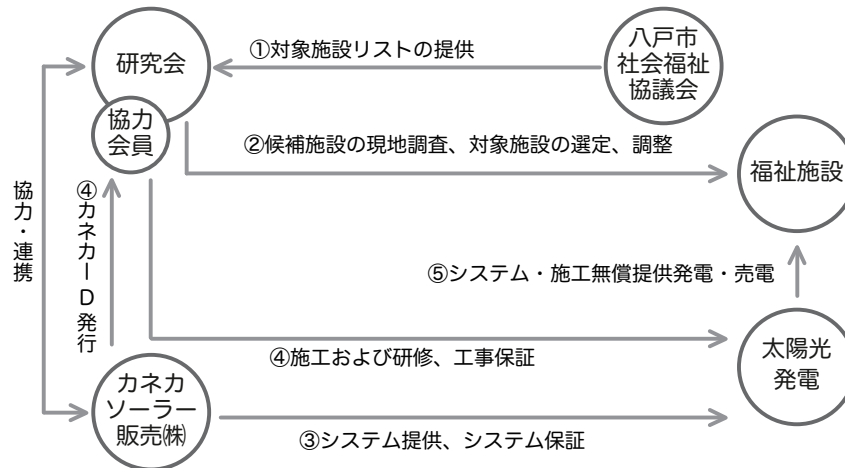 研究会
協力
会員
①対象施設リストの提供
八戸市
社会福祉
協議会
②候補施設の現地調査、対象施設の選定、調整
福祉施設
協力・連携
④カネカＩＤ発行
⑤システム・施工無償提供発電・売電
④施工および研修、工事保証
太陽光
発電
カネカ
ソーラー
販売㈱
③システム提供、システム保証